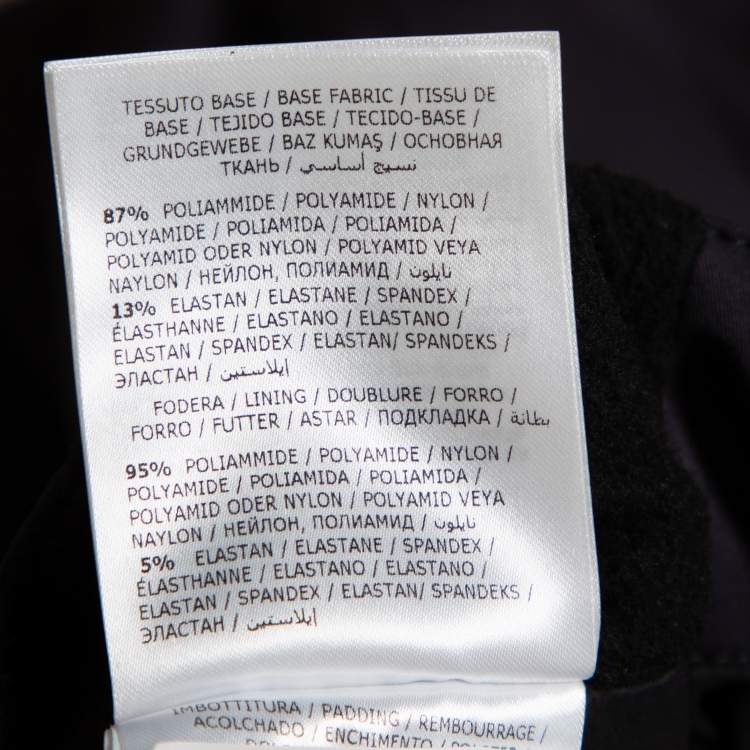 TESSUTO BASE / BASE FABRIC / TISSU DE
BASE / TEJIDO BASE / TECIDO-BASE /
GRUNDGEWEBE / BAZ KUMAŞ / ОСНОВНАЯ
ТКАНЬ / نسيج أساسي
87% POLIAMMIDE / POLYAMIDE / NYLON /
POLYAMIDE / POLIAMIDA / POLIAMIDA /
POLYAMID ODER NYLON / POLYAMID VEYA
NAYLON / НЕЙЛОН, ПОЛИАМИД / نايلون
13% ELASTAN / ELASTANE / SPANDEX /
ÉLASTHANNE / ELASTANO / ELASTANO /
ELASTAN / SPANDEX / ELASTAN/ SPANDEKS /
ЭЛАСТАН / إيلاستين
FODERA / LINING / DOUBLURE / FORRO /
FORRO / FUTTER / ASTAR / ПОДКЛАДКА / بطانة
95% POLIAMMIDE / POLYAMIDE / NYLON /
POLYAMIDE / POLIAMIDA / POLIAMIDA /
POLYAMID ODER NYLON / POLYAMID VEYA
NAYLON / НЕЙЛОН, ПОЛИАМИД / نايلون
5% ELASTAN / ELASTANE / SPANDEX /
ÉLASTHANNE / ELASTANO / ELASTANO /
ELASTAN / SPANDEX / ELASTAN/ SPANDEKS /
ЭЛАСТАН / إيلاستين
IMBOTTITURA / PADDING / REMBOURRAGE /
ACOLCHADO / ENCHIMENTO /